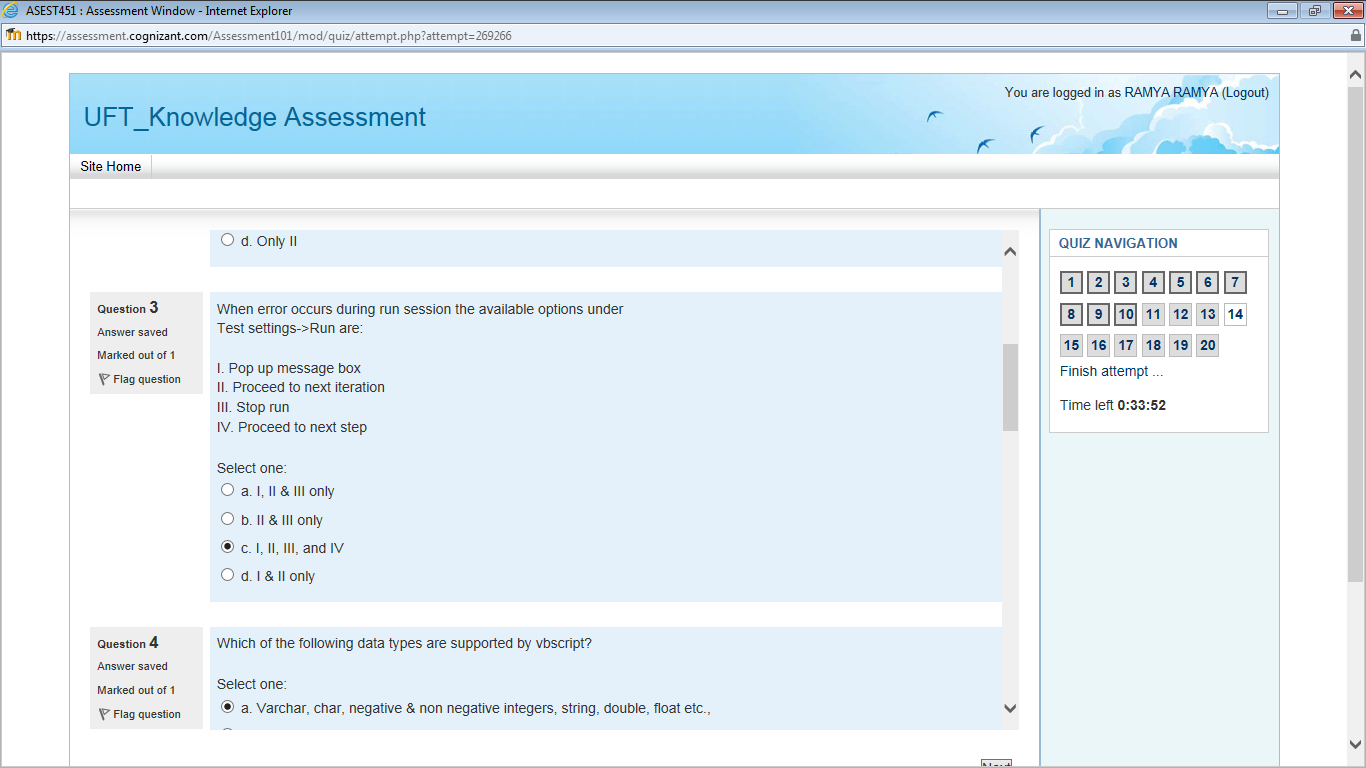 ASEST451 : Assessment Window - Internet Explorer
https://assessment.cognizant.com/Assessment101/mod/quiz/attempt.php?attempt=269266
You are logged in as RAMYA RAMYA (Logout)
UFT_Knowledge Assessment
Site Home
d. Only II
Question 3
Answer saved
Marked out of 1
Flag question
When error occurs during run session the available options under
Test settings->Run are:
I. Pop up message box
II. Proceed to next iteration
III. Stop run
IV. Proceed to next step
Select one:
a. I, II & III only
b. II & III only
c. I, II, III, and IV
d. I & II only
Question 4
Answer saved
Marked out of 1
Flag question
Which of the following data types are supported by vbscript?
Select one:
a. Varchar, char, negative & non negative integers, string, double, float etc.,
Next
QUIZ NAVIGATION
1 2 3 4 5 6 7
8 9 10 11 12 13 14
15 16 17 18 19 20
Finish attempt ...
Time left 0:33:52